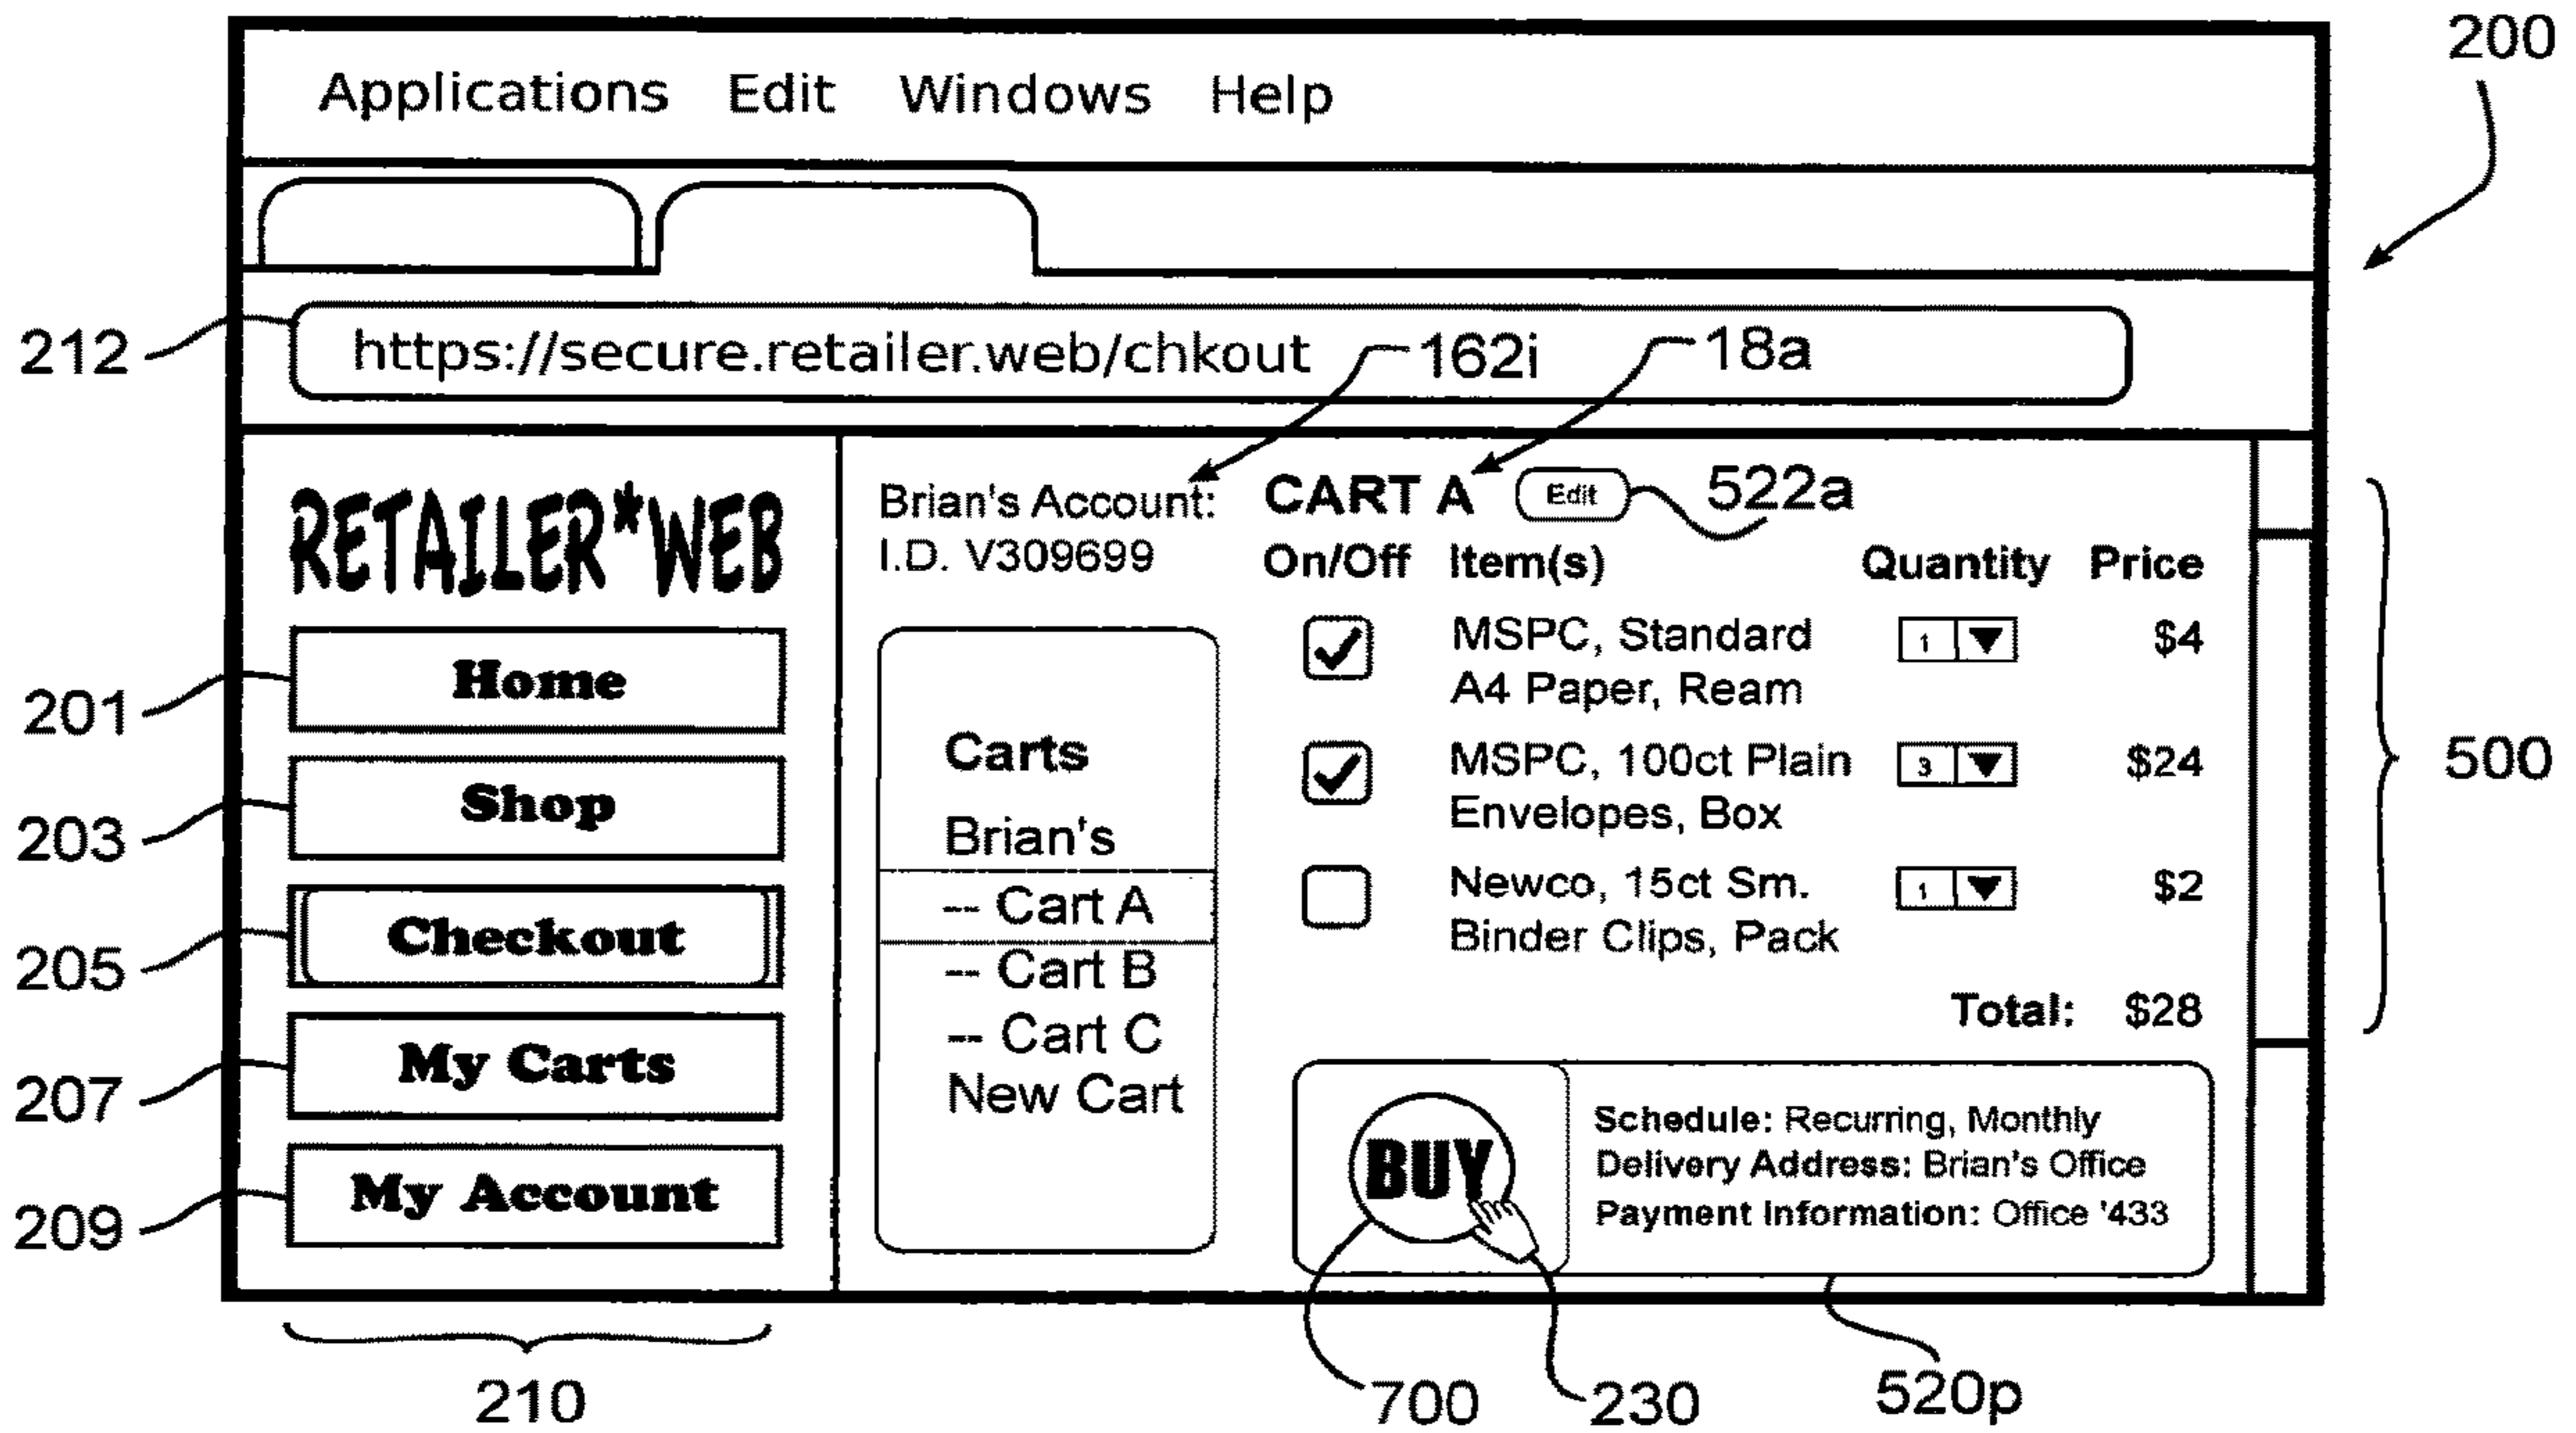 200
Applications Edit Windows Help
212
https://secure.retailer.web/chkout
162i
18a
RETAILER*WEB
201
Home
203
Shop
205
Checkout
207
My Carts
209
My Account
210
Brian's Account:
I.D. V309699
Carts
Brian's
-- Cart A
-- Cart B
-- Cart C
New Cart
CART A Edit 522a
On/Off Item(s) Quantity Price
MSPC, Standard 1 $4
A4 Paper, Ream
MSPC, 100ct Plain 3 $24
Envelopes, Box
Newco, 15ct Sm. 1 $2
Binder Clips, Pack
Total: $28
500
BUY
Schedule: Recurring, Monthly
Delivery Address: Brian's Office
Payment Information: Office '433
700
230
520p